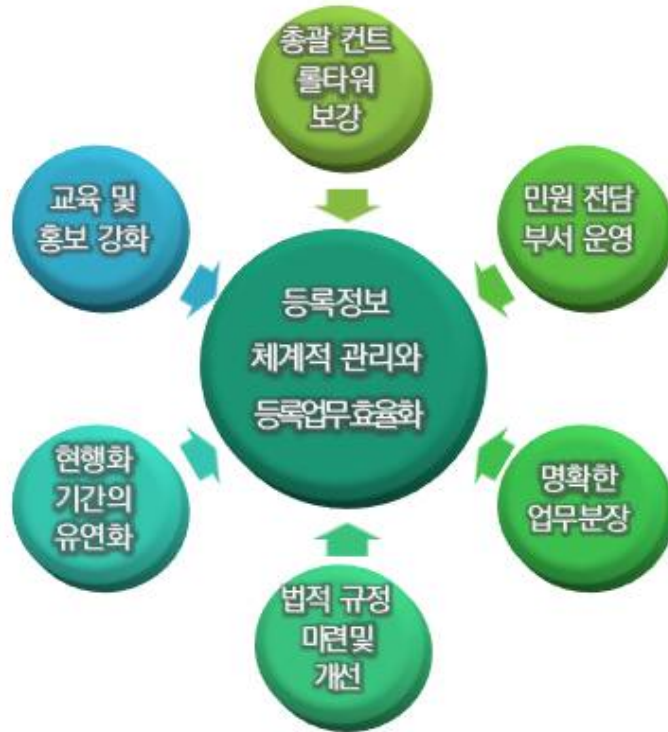 총괄 컨트
롤타워
보강
교육 및
홍보 강화
민원 전담
부서 운영
등록정보
체계적 관리와
등록업무효율화
현행화
기간의
유연화
명확한
업무분장
법적 규정
마련및
개선